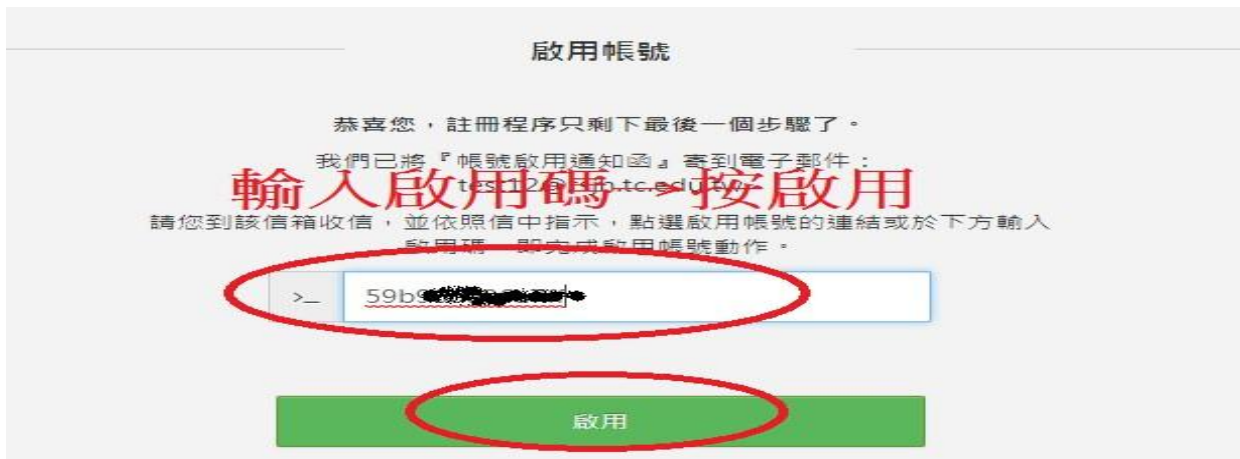 啟用帳號
恭喜您，註冊程序只剩下最後一個步驟了。
我們已將『帳號啟用通知函』寄到電子郵件：
輸入啟用碼->按啟用
請您到該信箱收信，並依照信中指示，點選啟用帳號的連結或於下方輸入
啟用碼，即完成啟用帳號動作。
>_ 59b9
啟用